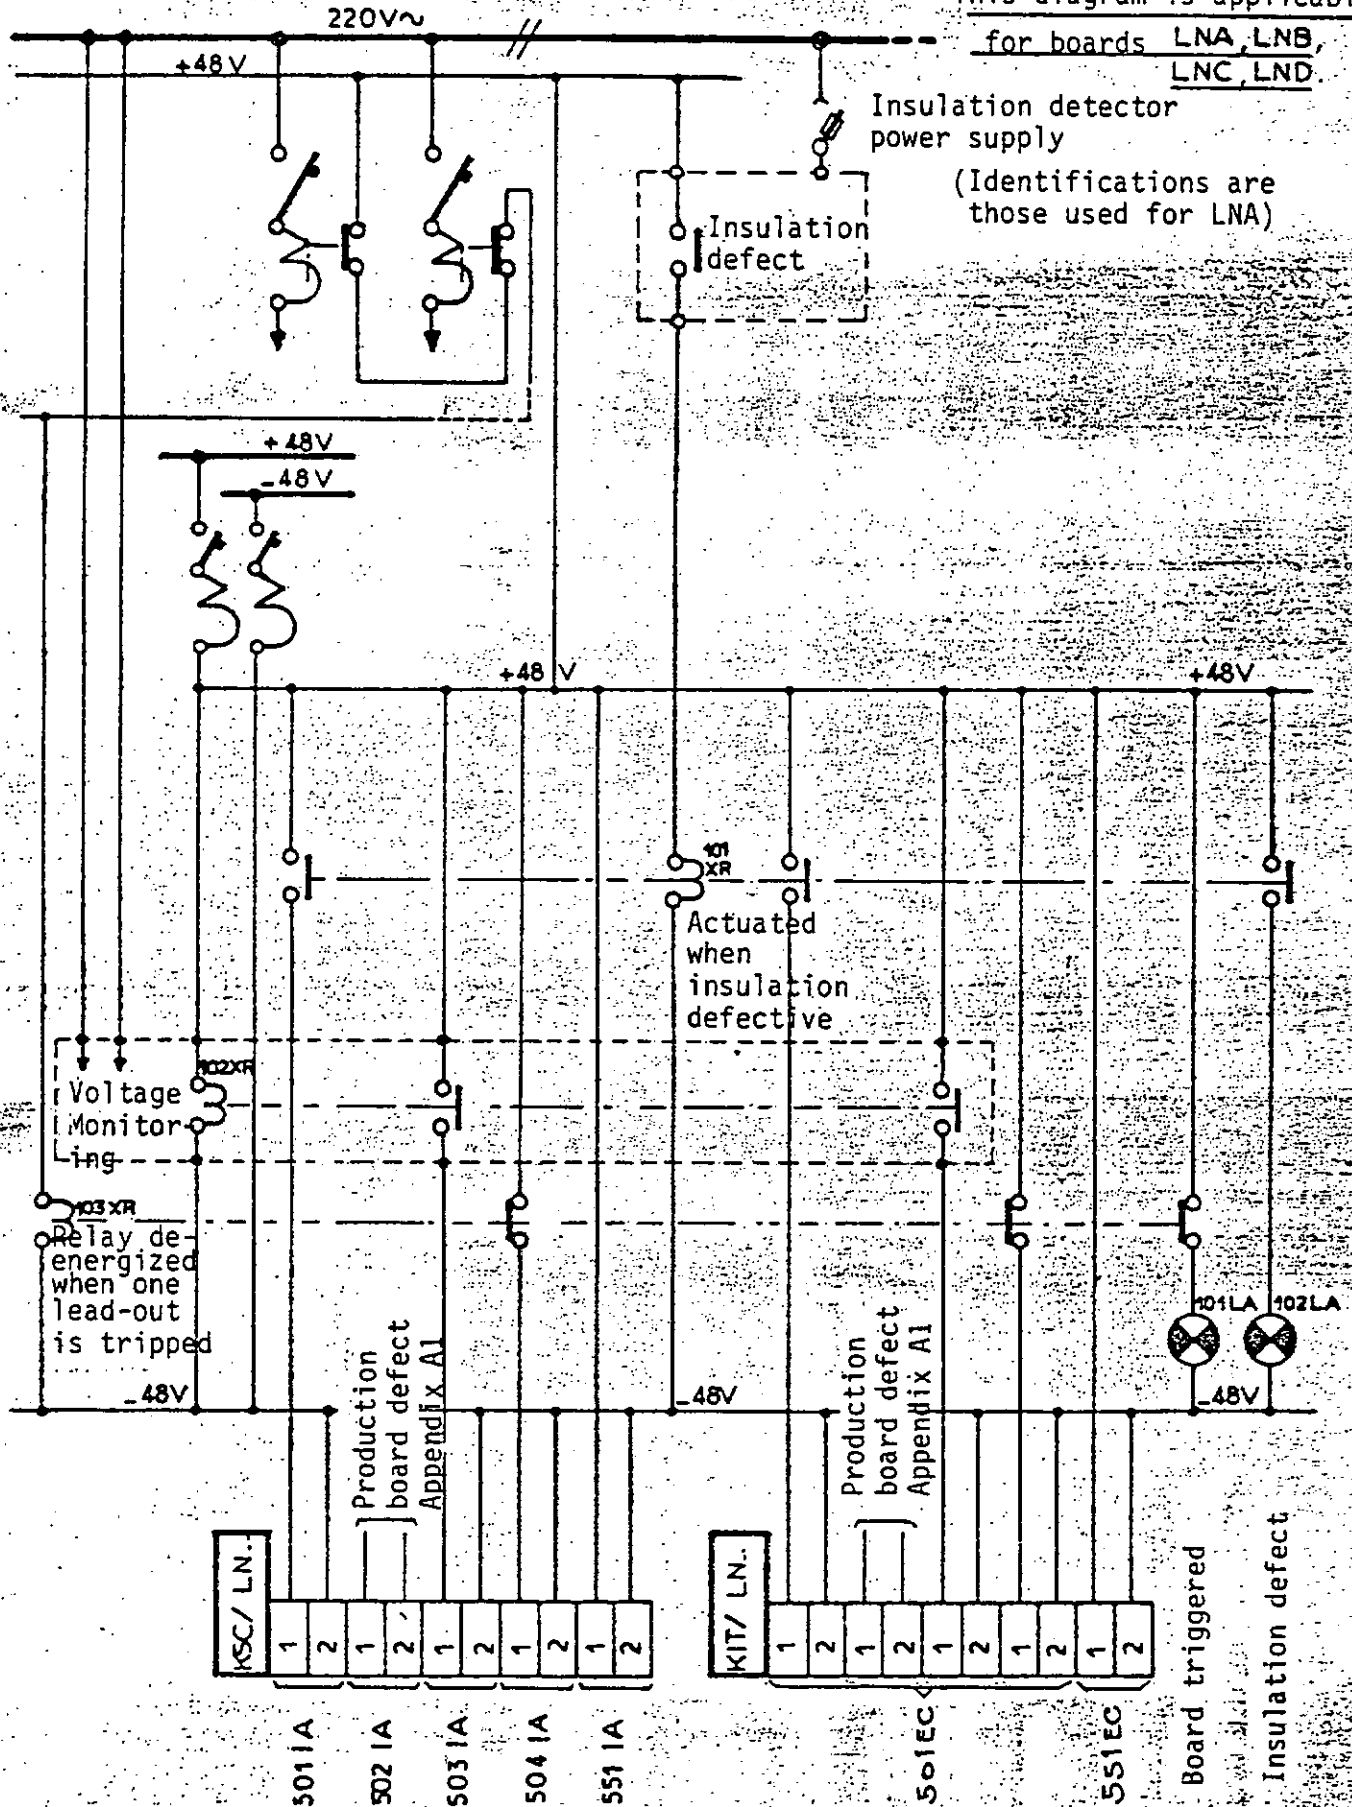 220V~
This diagram is applicable
for boards LNA, LNB,
LNC, LND.
+48V
Insulation detector
power supply
(Identifications are
those used for LNA)
Insulation
defect
+48V
-48V
+48 V
+48V
101
XR
Actuated
when
insulation
defective
102XR
Voltage
Monitor-
ing
103XR
Relay de-
energized
when one
lead-out
is tripped
101LA
102LA
-48V
-48V
-48V
Production
board defect
Appendix A1
Production
board defect
Appendix A1
KSC/ LN..
1
2
1
2
1
2
1
2
1
2
KIT/ LN..
1
2
1
2
1
2
1
2
1
2
501 IA
502 IA
503 IA
504 IA
551 IA
501EC
551EC
Board triggered
Insulation defect